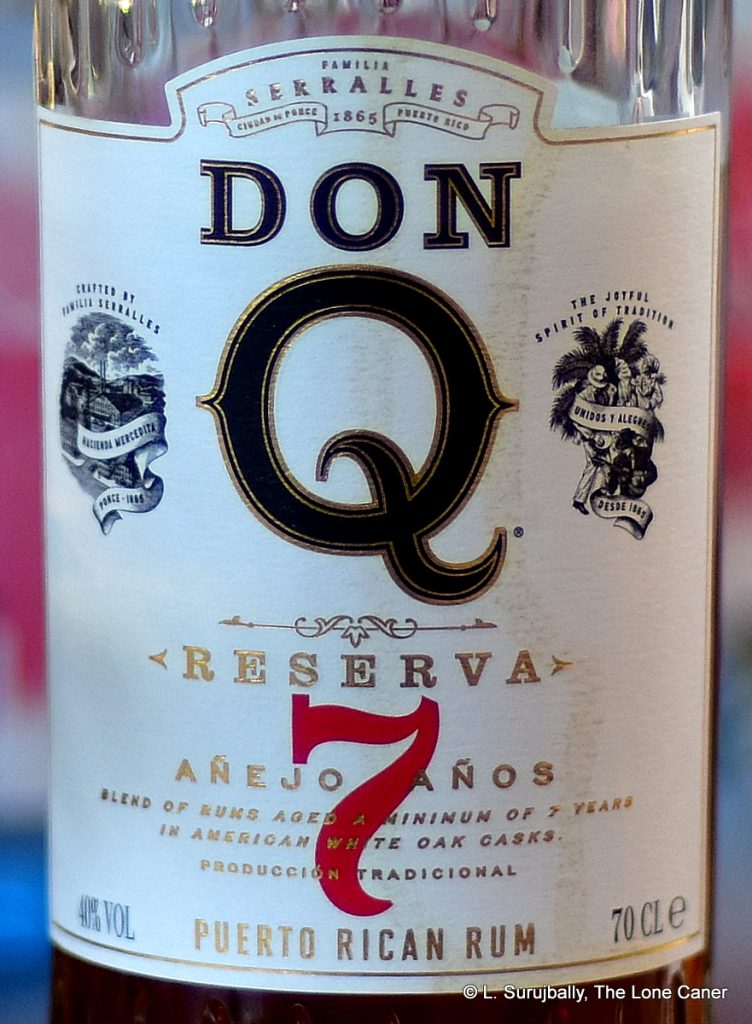 FAMILIA
SERRALLES
CIUDAD DE PONCE 1865 PUERTO RICO
DON
Q
®
CRAFTED BY
FAMILIA SERRALLES
HACIENDA MERCEDITA
PONCE - 1865
THE JOYFUL
SPIRIT OF TRADITION
UNIDOS Y ALEGRES
DESDE 1865
RESERVA
7
AÑEJO AÑOS
BLEND OF RUMS AGED A MINIMUM OF 7 YEARS
IN AMERICAN WHITE OAK CASKS.
PRODUCCIÓN TRADICIONAL
40% VOL
70 CL e
PUERTO RICAN RUM
© L. Surujbally, The Lone Caner